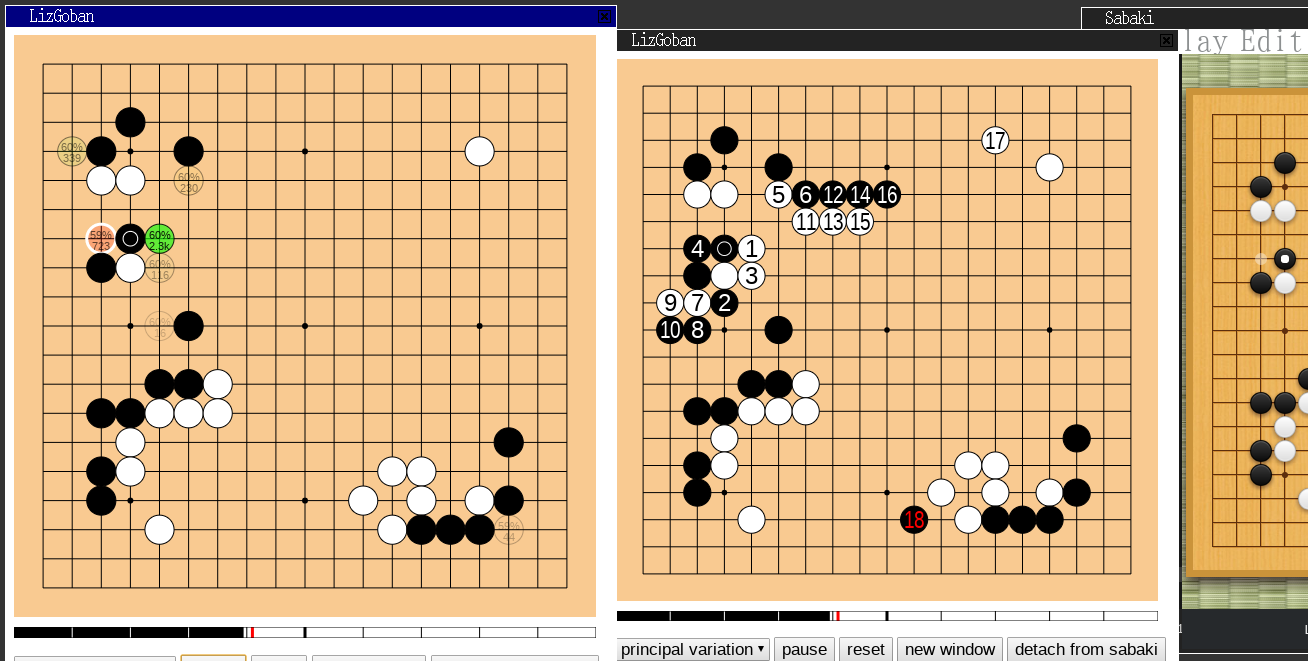 LizGoban
60%
339
60%
230
59%
723
60%
2.3k
60%
116
60%
16
59%
44
LizGoban
17
5 6 12 14 16
11 13 15
4 1
3
9 7 2
10 8
18
principal variation ▾ pause reset new window detach from sabaki
Sabaki
lay Edit